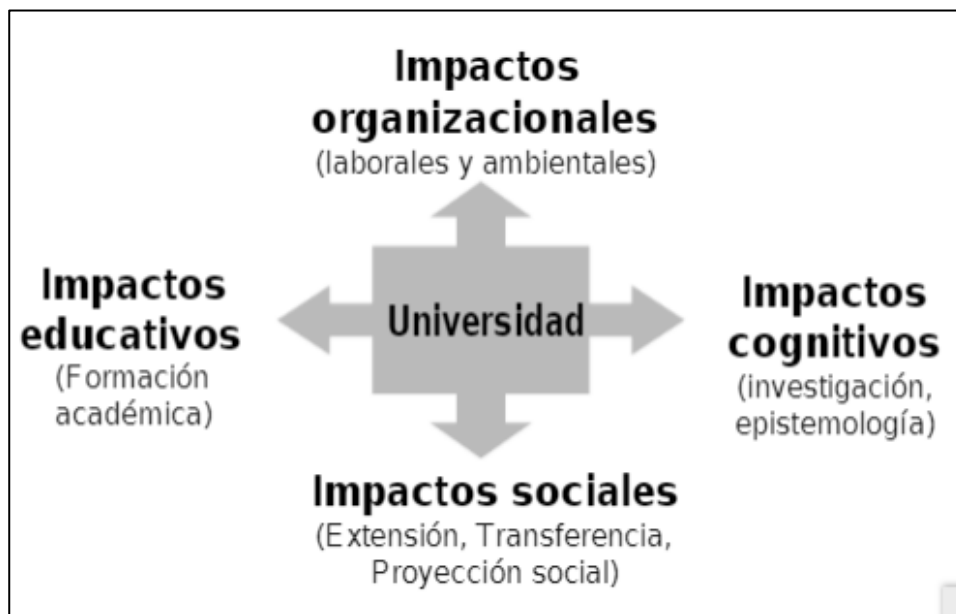 Impactos
organizacionales
(laborales y ambientales)
Impactos
educativos
(Formación
académica)
Universidad
Impactos
cognitivos
(investigación,
epistemología)
Impactos sociales
(Extensión, Transferencia,
Proyección social)